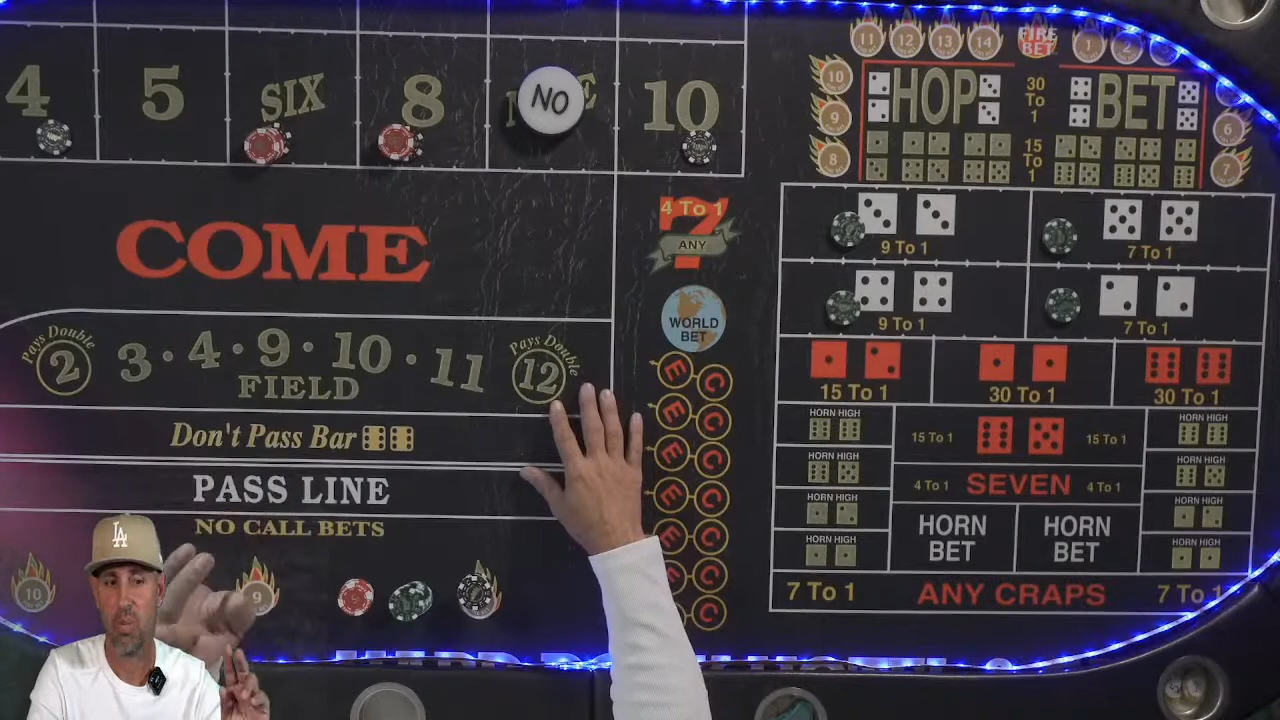 4 5 SIX 8 NO 10
COME
Pays Double 2 3 · 4 · 9 · 10 · 11 Pays Double 12
FIELD
Don't Pass Bar
PASS LINE
NO CALL BETS
10 9
LA
4 To 1
7
ANY
WORLD
BET
E C
E C
E C
E C
E C
E C
C
11 12 13 14 FIRE BET 1 2
10 9 8
6 7
HOP 30 To 1 BET
15 To 1
9 To 1 7 To 1
9 To 1 7 To 1
15 To 1 30 To 1 30 To 1
HORN HIGH 15 To 1 15 To 1 HORN HIGH
HORN HIGH 4 To 1 SEVEN 4 To 1 HORN HIGH
HORN HIGH HORN BET HORN BET HORN HIGH
HORN HIGH HORN HIGH
7 To 1 ANY CRAPS 7 To 1